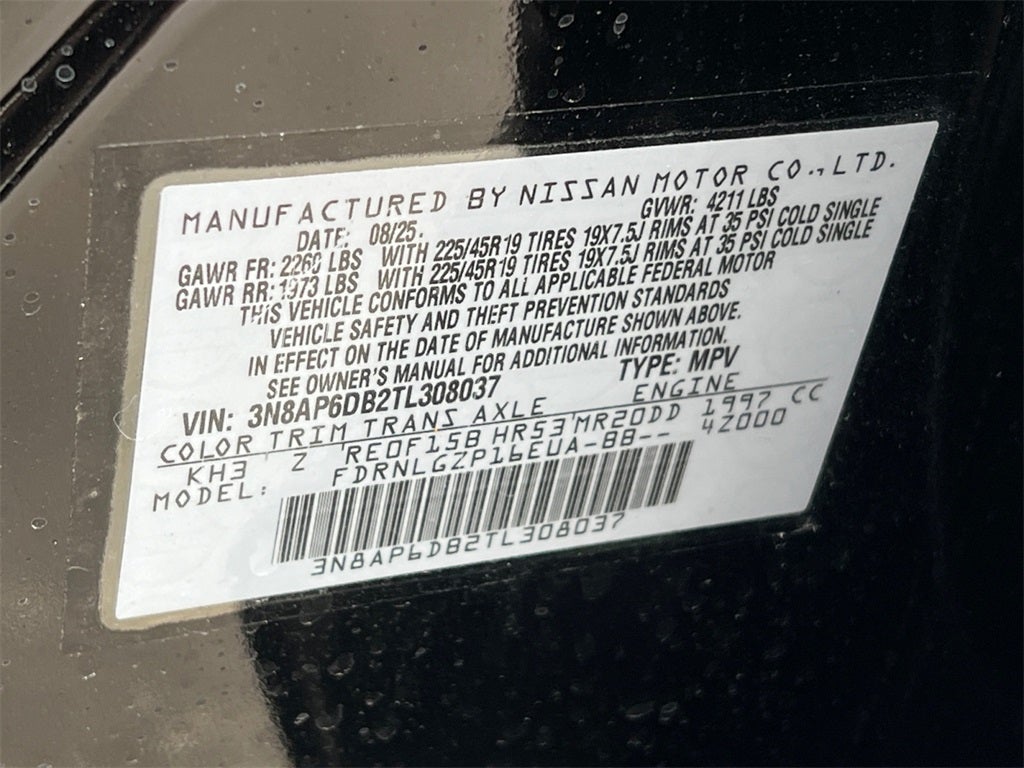 MANUFACTURED BY NISSAN MOTOR CO., LTD.
DATE: 08/25. GVWR: 4211 LBS
GAWR FR: 2260 LBS WITH 225/45R19 TIRES 19X7.5J RIMS AT 35 PSI COLD SINGLE
GAWR RR: 1973 LBS WITH 225/45R19 TIRES 19X7.5J RIMS AT 35 PSI COLD SINGLE
THIS VEHICLE CONFORMS TO ALL APPLICABLE FEDERAL MOTOR
VEHICLE SAFETY AND THEFT PREVENTION STANDARDS
IN EFFECT ON THE DATE OF MANUFACTURE SHOWN ABOVE.
SEE OWNER'S MANUAL FOR ADDITIONAL INFORMATION.
VIN: 3N8AP6DB2TL308037 TYPE: MPV
COLOR TRIM TRANS AXLE ENGINE
KH3 Z RE0F15B HR53 MR20DD 1997 CC
MODEL: FDRNLGZP16EUA-BB-- 4Z000
3N8AP6DB2TL308037